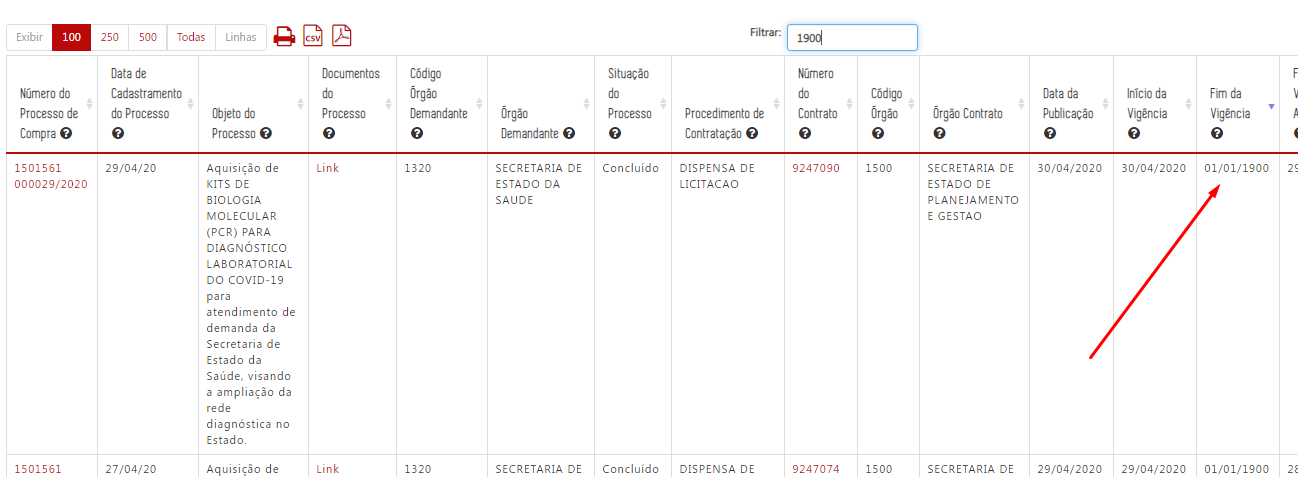 Exibir 100 250 500 Todas Linhas CSV Filtrar: 1900
Número do Processo de Compra
Data de Cadastramento do Processo
Objeto do Processo
Documentos do Processo
Código Órgão Demandante
Órgão Demandante
Situação do Processo
Procedimento de Contratação
Número do Contrato
Código Órgão
Órgão Contrato
Data da Publicação
Início da Vigência
Fim da Vigência
1501561
000029/2020
29/04/20
Aquisição de
KITS DE
BIOLOGIA
MOLECULAR
(PCR) PARA
DIAGNÓSTICO
LABORATORIAL
DO COVID-19
para
atendimento de
demanda da
Secretaria de
Estado da
Saúde, visando
a ampliação da
rede
diagnóstica no
Estado.
Link
1320
SECRETARIA DE
ESTADO DA
SAUDE
Concluído
DISPENSA DE
LICITACAO
9247090
1500
SECRETARIA DE
ESTADO DE
PLANEJAMENTO
E GESTAO
30/04/2020
30/04/2020
01/01/1900
29
1501561 27/04/20 Aquisição de Link 1320 SECRETARIA DE Concluído DISPENSA DE 9247074 1500 SECRETARIA DE 29/04/2020 29/04/2020 01/01/1900 28